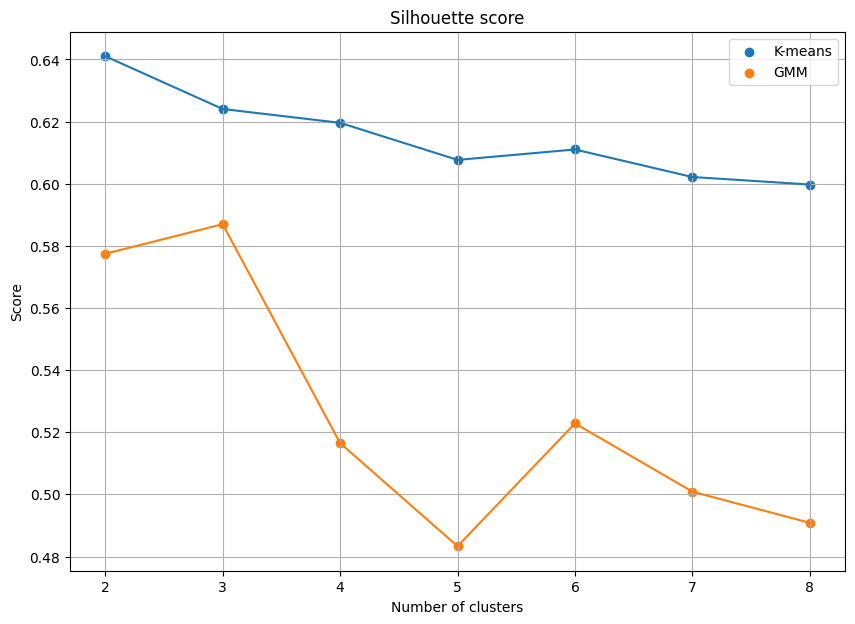 Silhouette score
K-means
GMM
Score
0.64
0.62
0.60
0.58
0.56
0.54
0.52
0.50
0.48
2 3 4 5 6 7 8
Number of clusters